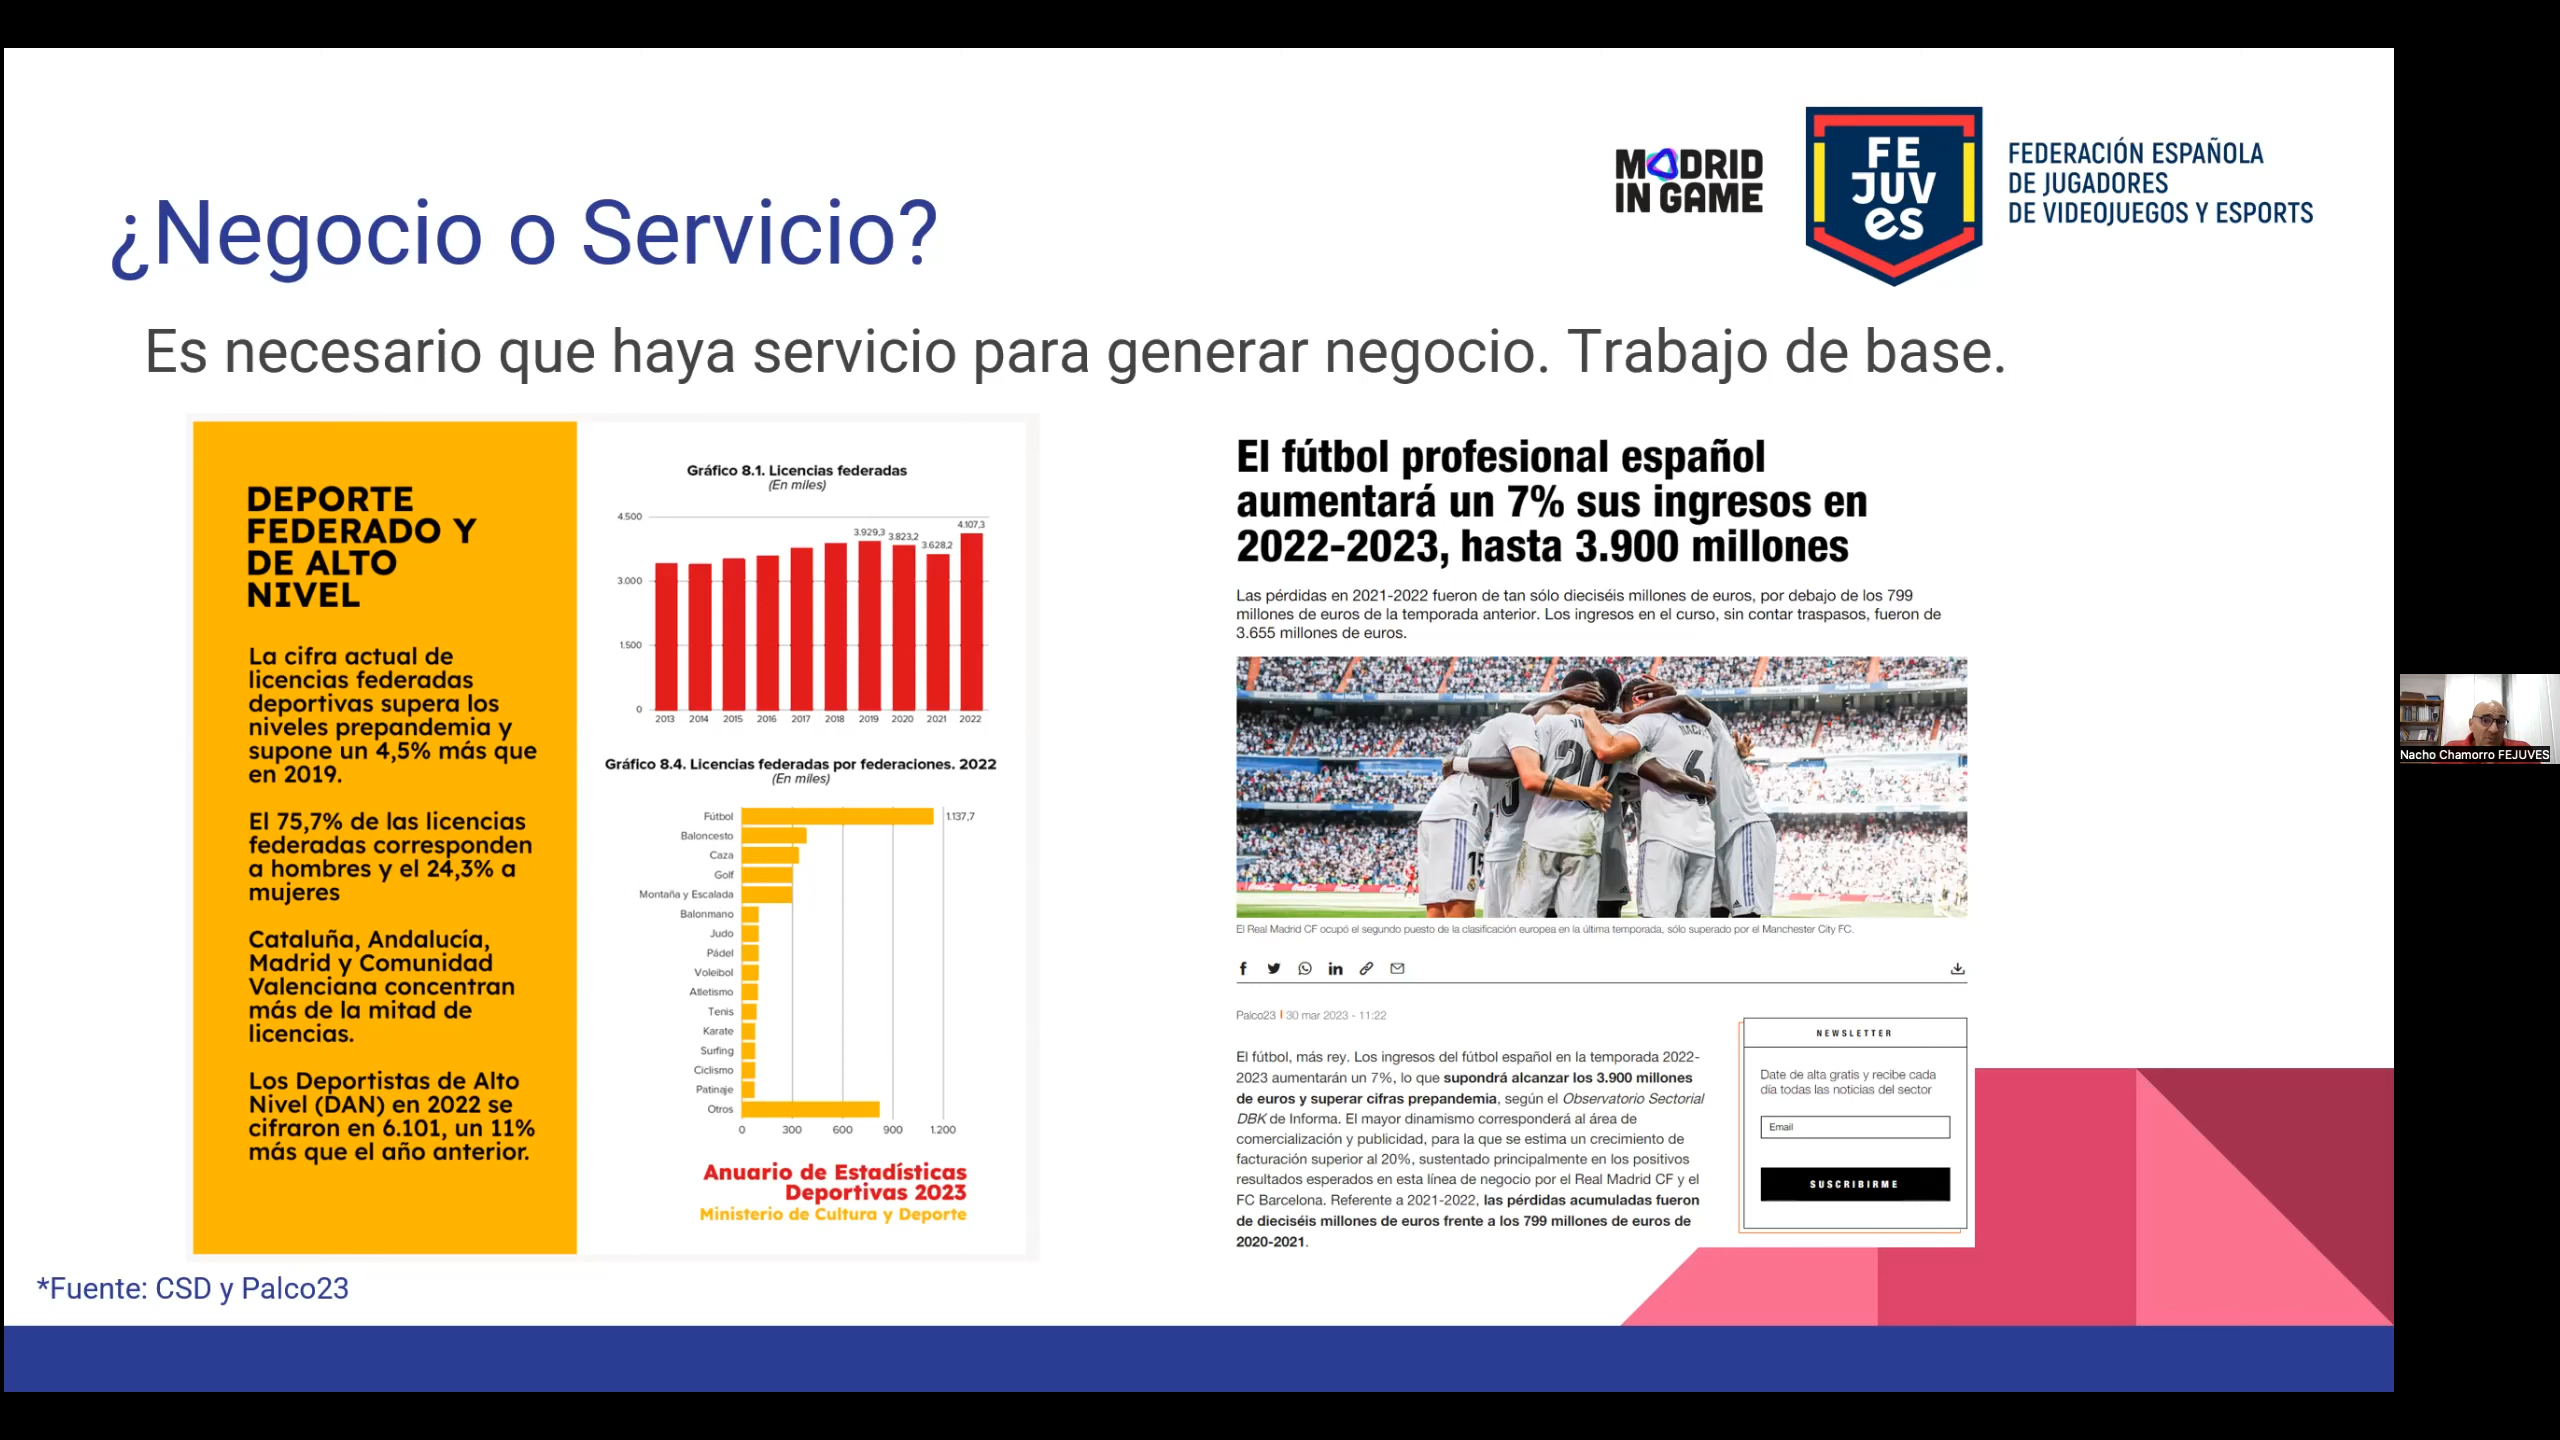 MADRID
IN GAME
FE
JUV
es
FEDERACIÓN ESPAÑOLA
DE JUGADORES
DE VIDEOJUEGOS Y ESPORTS
¿Negocio o Servicio?
Es necesario que haya servicio para generar negocio. Trabajo de base.
DEPORTE
FEDERADO Y
DE ALTO
NIVEL
La cifra actual de
licencias federadas
deportivas supera los
niveles prepandemia y
supone un 4,5% más que
en 2019.
El 75,7% de las licencias
federadas corresponden
a hombres y el 24,3% a
mujeres
Cataluña, Andalucía,
Madrid y Comunidad
Valenciana concentran
más de la mitad de
licencias.
Los Deportistas de Alto
Nivel (DAN) en 2022 se
cifraron en 6.101, un 11%
más que el año anterior.
Gráfico 8.1. Licencias federadas
(En miles)
4.500
3.000
1.500
0
3.929,3
3.823,2
3.628,2
4.107,3
2013 2014 2015 2016 2017 2018 2019 2020 2021 2022
Gráfico 8.4. Licencias federadas por federaciones. 2022
(En miles)
Fútbol 1.137,7
Baloncesto
Caza
Golf
Montaña y Escalada
Balonmano
Judo
Pádel
Voleibol
Atletismo
Tenis
Karate
Surfing
Ciclismo
Patinaje
Otros
0 300 600 900 1.200
Anuario de Estadísticas
Deportivas 2023
Ministerio de Cultura y Deporte
El fútbol profesional español
aumentará un 7% sus ingresos en
2022-2023, hasta 3.900 millones
Las pérdidas en 2021-2022 fueron de tan sólo dieciséis millones de euros, por debajo de los 799
millones de euros de la temporada anterior. Los ingresos en el curso, sin contar traspasos, fueron de
3.655 millones de euros.
20
6
15
El Real Madrid CF ocupó el segundo puesto de la clasificación europea en la última temporada, sólo superado por el Manchester City FC.
Palco23 | 30 mar 2023 - 11:22
El fútbol, más rey. Los ingresos del fútbol español en la temporada 2022-
2023 aumentarán un 7%, lo que supondrá alcanzar los 3.900 millones
de euros y superar cifras prepandemia, según el Observatorio Sectorial
DBK de Informa. El mayor dinamismo corresponderá al área de
comercialización y publicidad, para la que se estima un crecimiento de
facturación superior al 20%, sustentado principalmente en los positivos
resultados esperados en esta línea de negocio por el Real Madrid CF y el
FC Barcelona. Referente a 2021-2022, las pérdidas acumuladas fueron
de dieciséis millones de euros frente a los 799 millones de euros de
2020-2021.
NEWSLETTER
Date de alta gratis y recibe cada
día todas las noticias del sector
Email
SUSCRIBIRME
*Fuente: CSD y Palco23
Nacho Chamorro FEJUVES